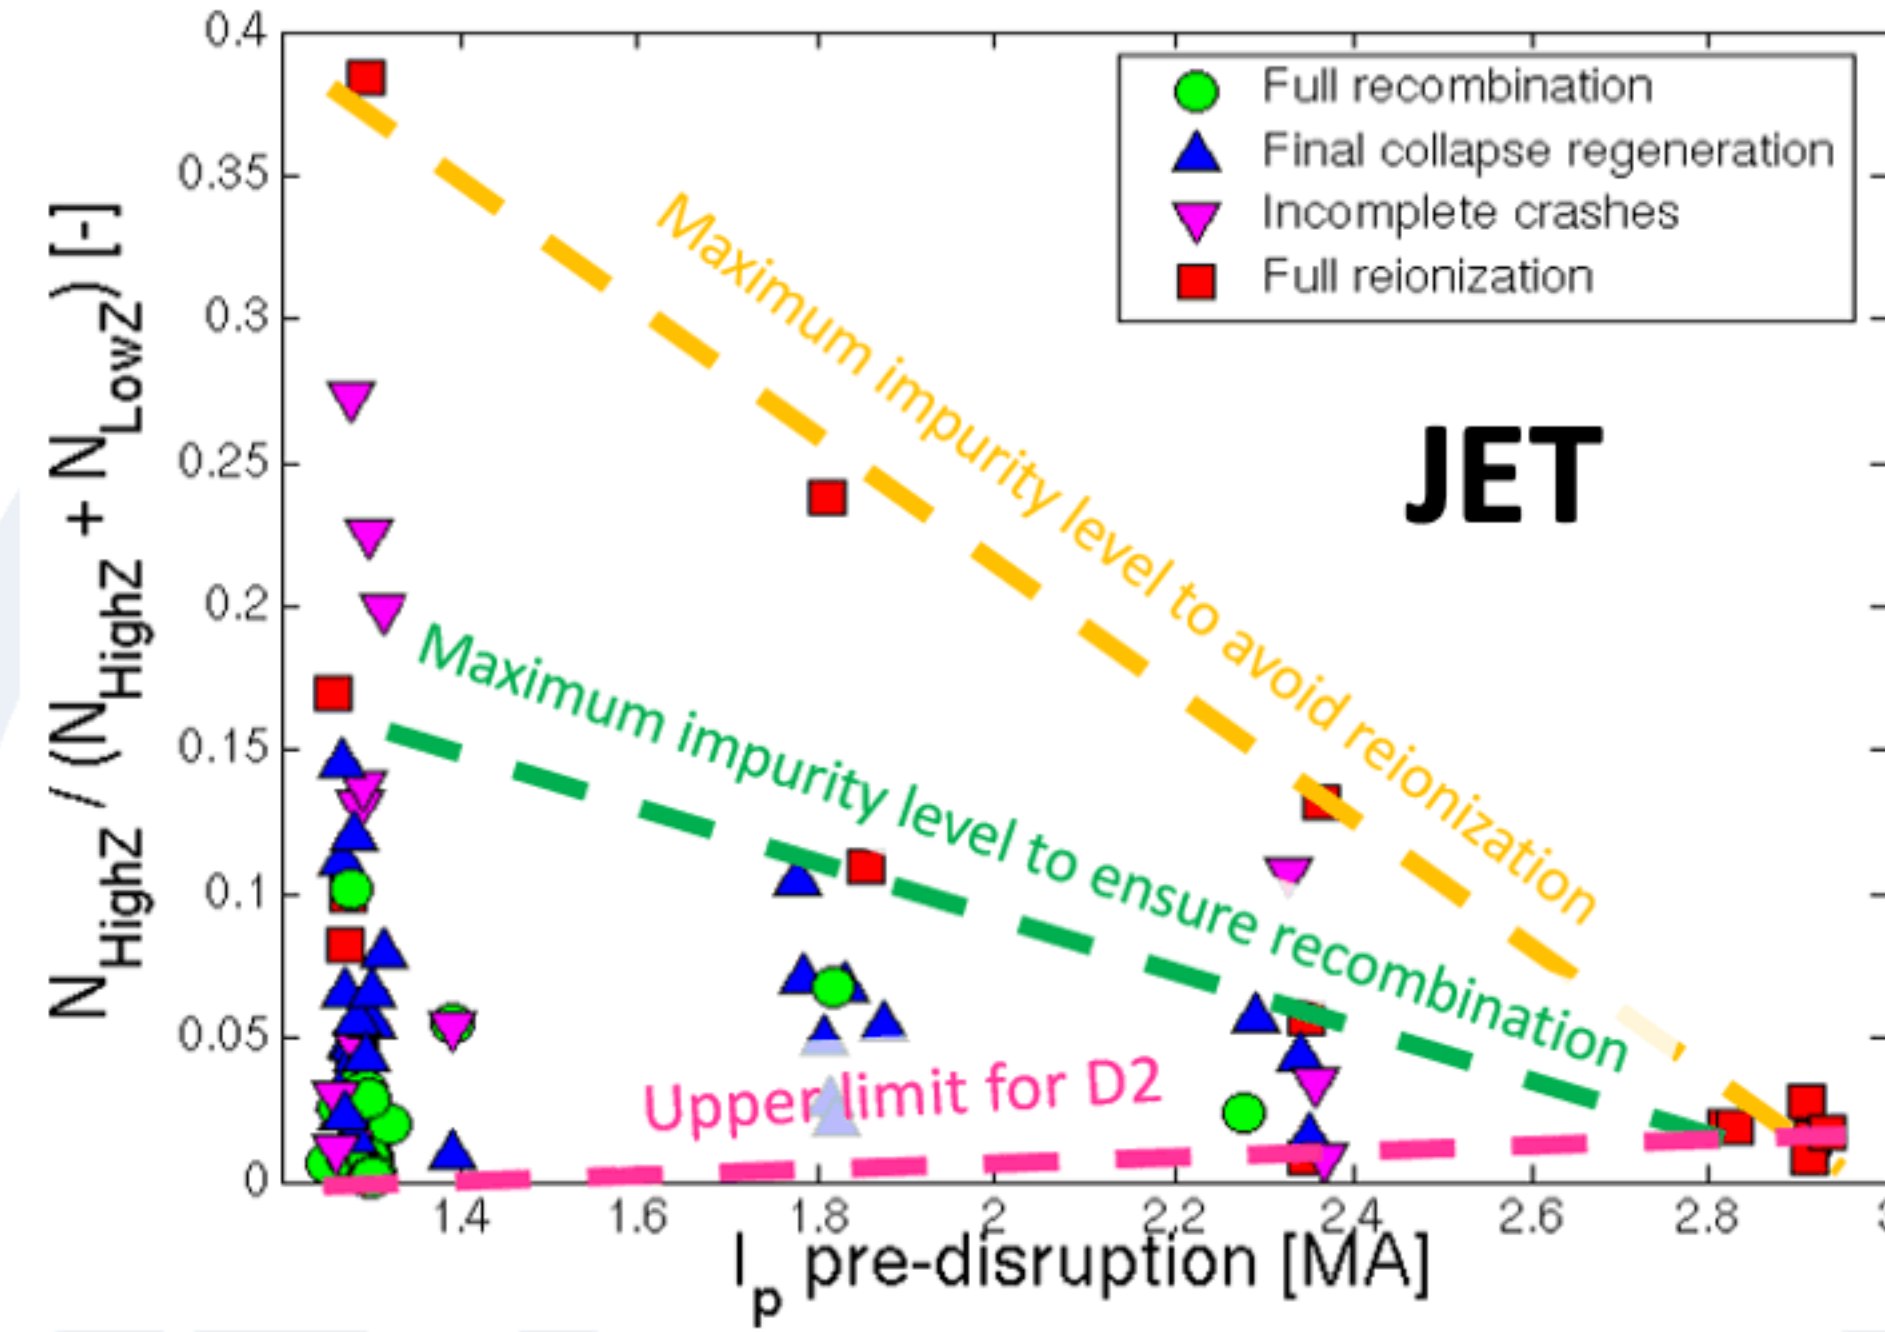 0.4
0.35
0.3
0.25
0.2
0.15
0.1
0.05
0
N_HighZ / (N_HighZ + N_LowZ) [-]
Full recombination
Final collapse regeneration
Incomplete crashes
Full reionization
Maximum impurity level to avoid reionization
JET
Maximum impurity level to ensure recombination
Upper limit for D2
1.4 1.6 1.8 2 2.2 2.4 2.6 2.8
I_p pre-disruption [MA]